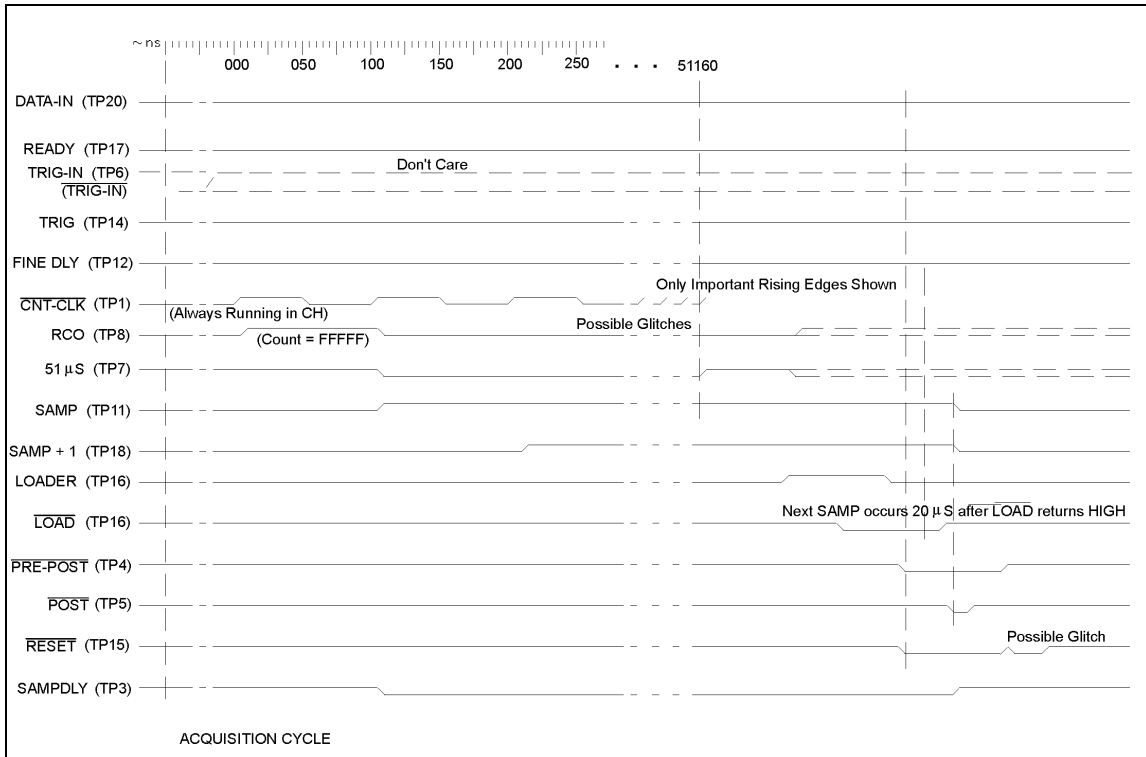 ~ ns
000 050 100 150 200 250 . . . 51160
DATA-IN (TP20)
READY (TP17)
TRIG-IN (TP6)
Don't Care
(TRIG-IN)
TRIG (TP14)
FINE DLY (TP12)
Only Important Rising Edges Shown
CNT-CLK (TP1)
(Always Running in CH)
Possible Glitches
RCO (TP8)
(Count = FFFFF)
51 µS (TP7)
SAMP (TP11)
SAMP + 1 (TP18)
LOADER (TP16)
Next SAMP occurs 20 µS after LOAD returns HIGH
LOAD (TP16)
PRE-POST (TP4)
POST (TP5)
RESET (TP15)
Possible Glitch
SAMPDLY (TP3)
ACQUISITION CYCLE